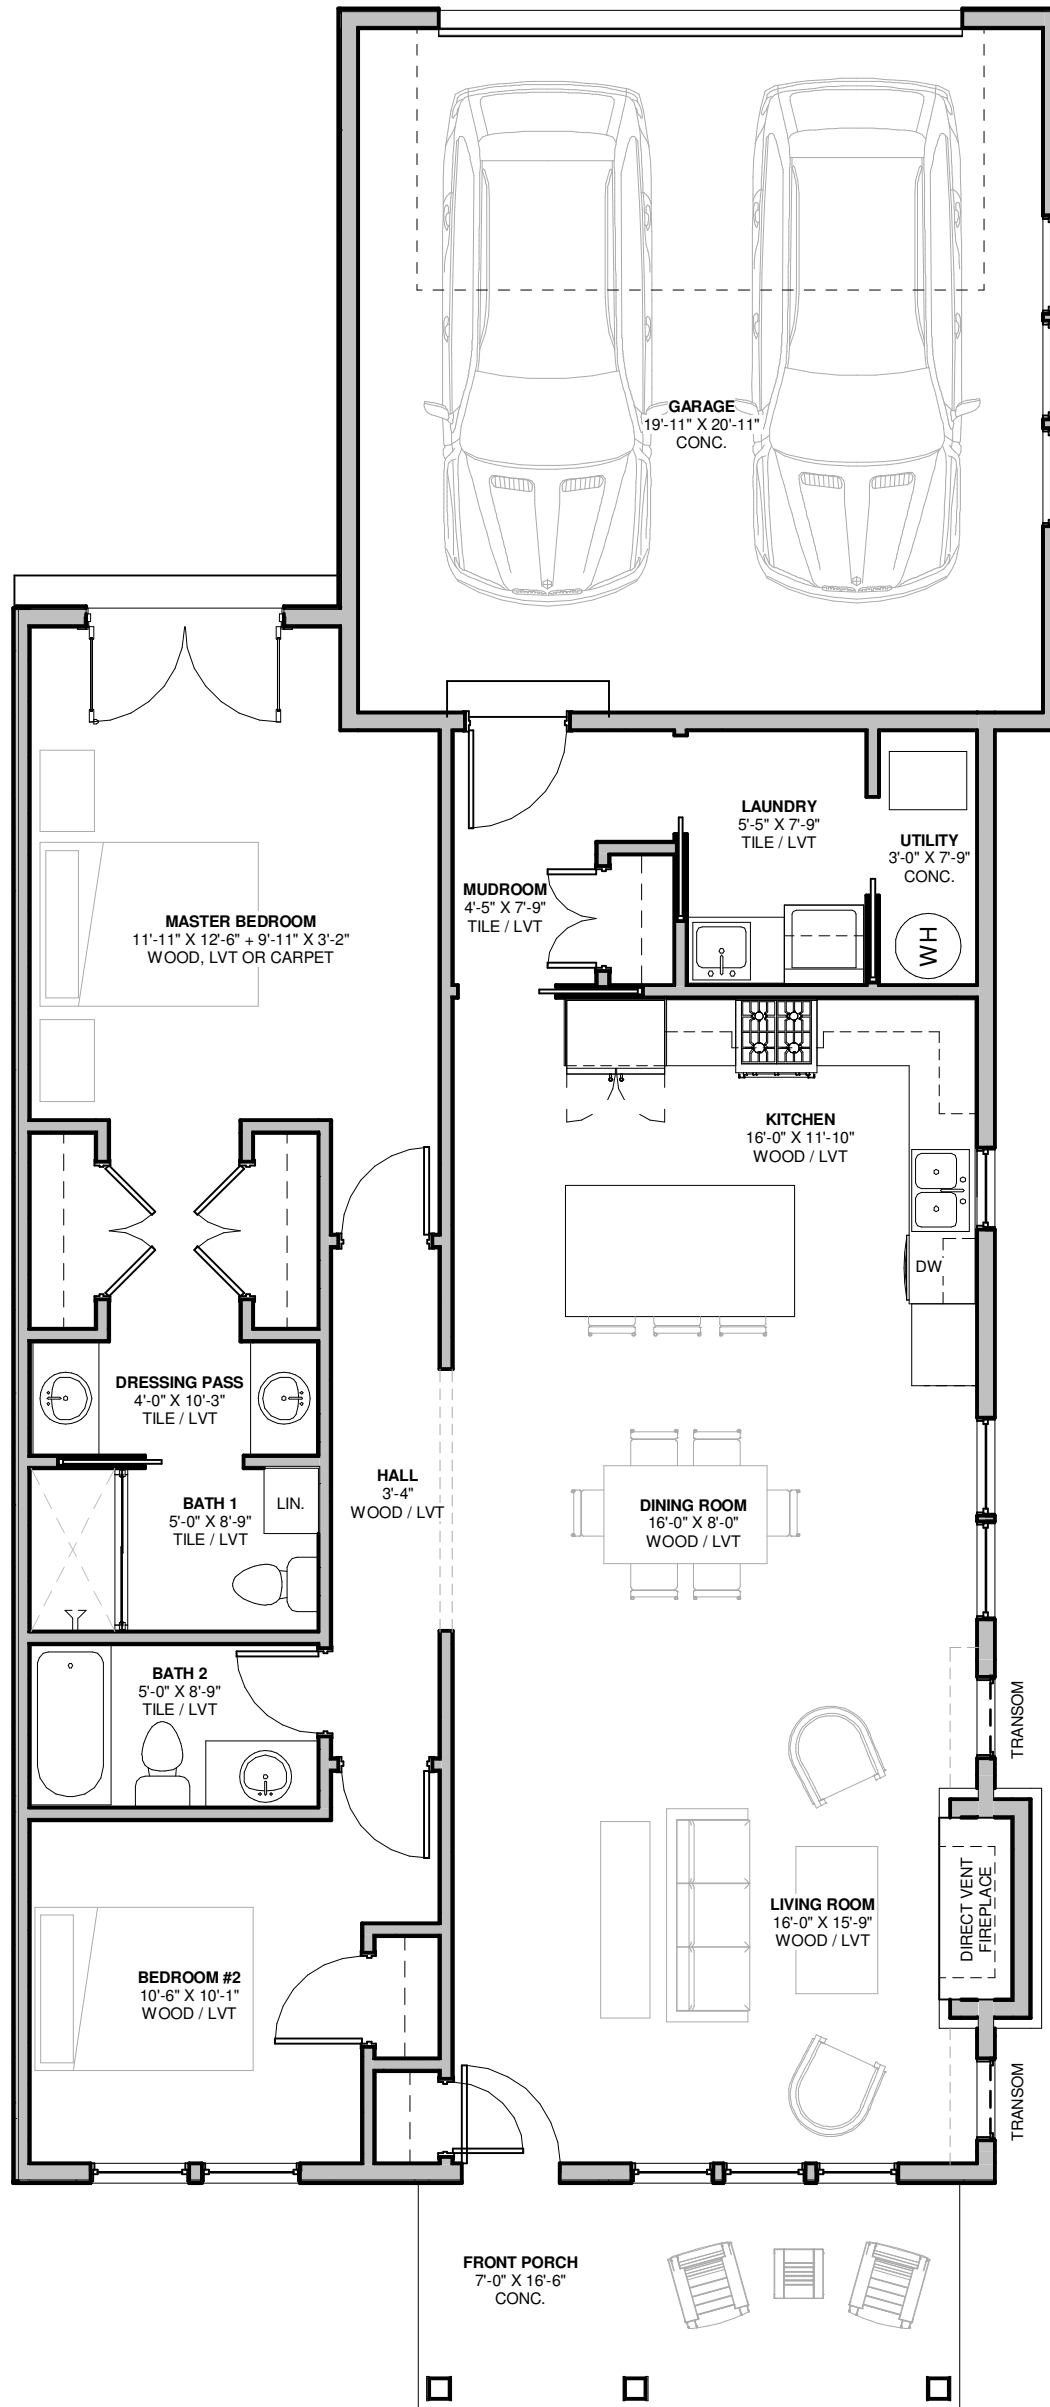 GARAGE
19'-11" X 20'-11"
CONC.
LAUNDRY
5'-5" X 7'-9"
TILE / LVT
UTILITY
3'-0" X 7'-9"
CONC.
MUDROOM
4'-5" X 7'-9"
TILE / LVT
WH
MASTER BEDROOM
11'-11" X 12'-6" + 9'-11" X 3'-2"
WOOD, LVT OR CARPET
KITCHEN
16'-0" X 11'-10"
WOOD / LVT
DW
DRESSING PASS
4'-0" X 10'-3"
TILE / LVT
HALL
3'-4"
WOOD / LVT
BATH 1
5'-0" X 8'-9"
TILE / LVT
LIN.
DINING ROOM
16'-0" X 8'-0"
WOOD / LVT
BATH 2
5'-0" X 8'-9"
TILE / LVT
TRANSOM
LIVING ROOM
16'-0" X 15'-9"
WOOD / LVT
DIRECT VENT
FIREPLACE
BEDROOM #2
10'-6" X 10'-1"
WOOD / LVT
TRANSOM
FRONT PORCH
7'-0" X 16'-6"
CONC.